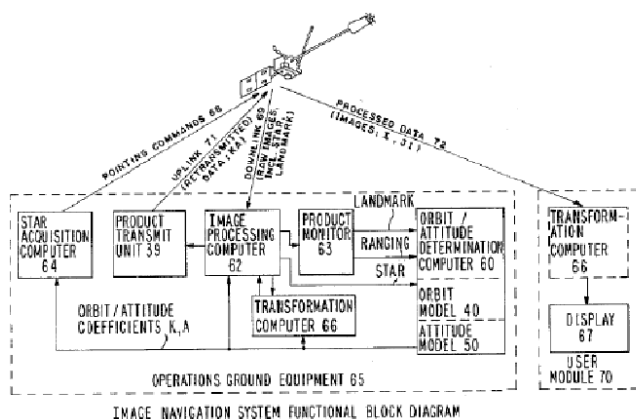 POINTING COMMANDS 68
UPLINK 71
(RETRANSMITTED
DATA; KA)
DOWNLINK 69
(RAW IMAGES,
INCL. STAR,
LANDMARK)
PROCESSED DATA 72
(IMAGES; I, JI)
STAR
ACQUISITION
COMPUTER
64
PRODUCT
TRANSMIT
UNIT 39
IMAGE
PROCESSING
COMPUTER
62
PRODUCT
MONITOR
63
LANDMARK
RANGING
STAR
ORBIT /
ATTITUDE
DETERMINATION
COMPUTER 60
ORBIT
MODEL 40
ATTITUDE
MODEL 50
TRANSFORMATION
COMPUTER 66
ORBIT / ATTITUDE
COEFFICIENTS, K, A
OPERATIONS GROUND EQUIPMENT 65
TRANSFORM-
ATION
COMPUTER
66
DISPLAY
67
USER
MODULE 70
IMAGE NAVIGATION SYSTEM FUNCTIONAL BLOCK DIAGRAM